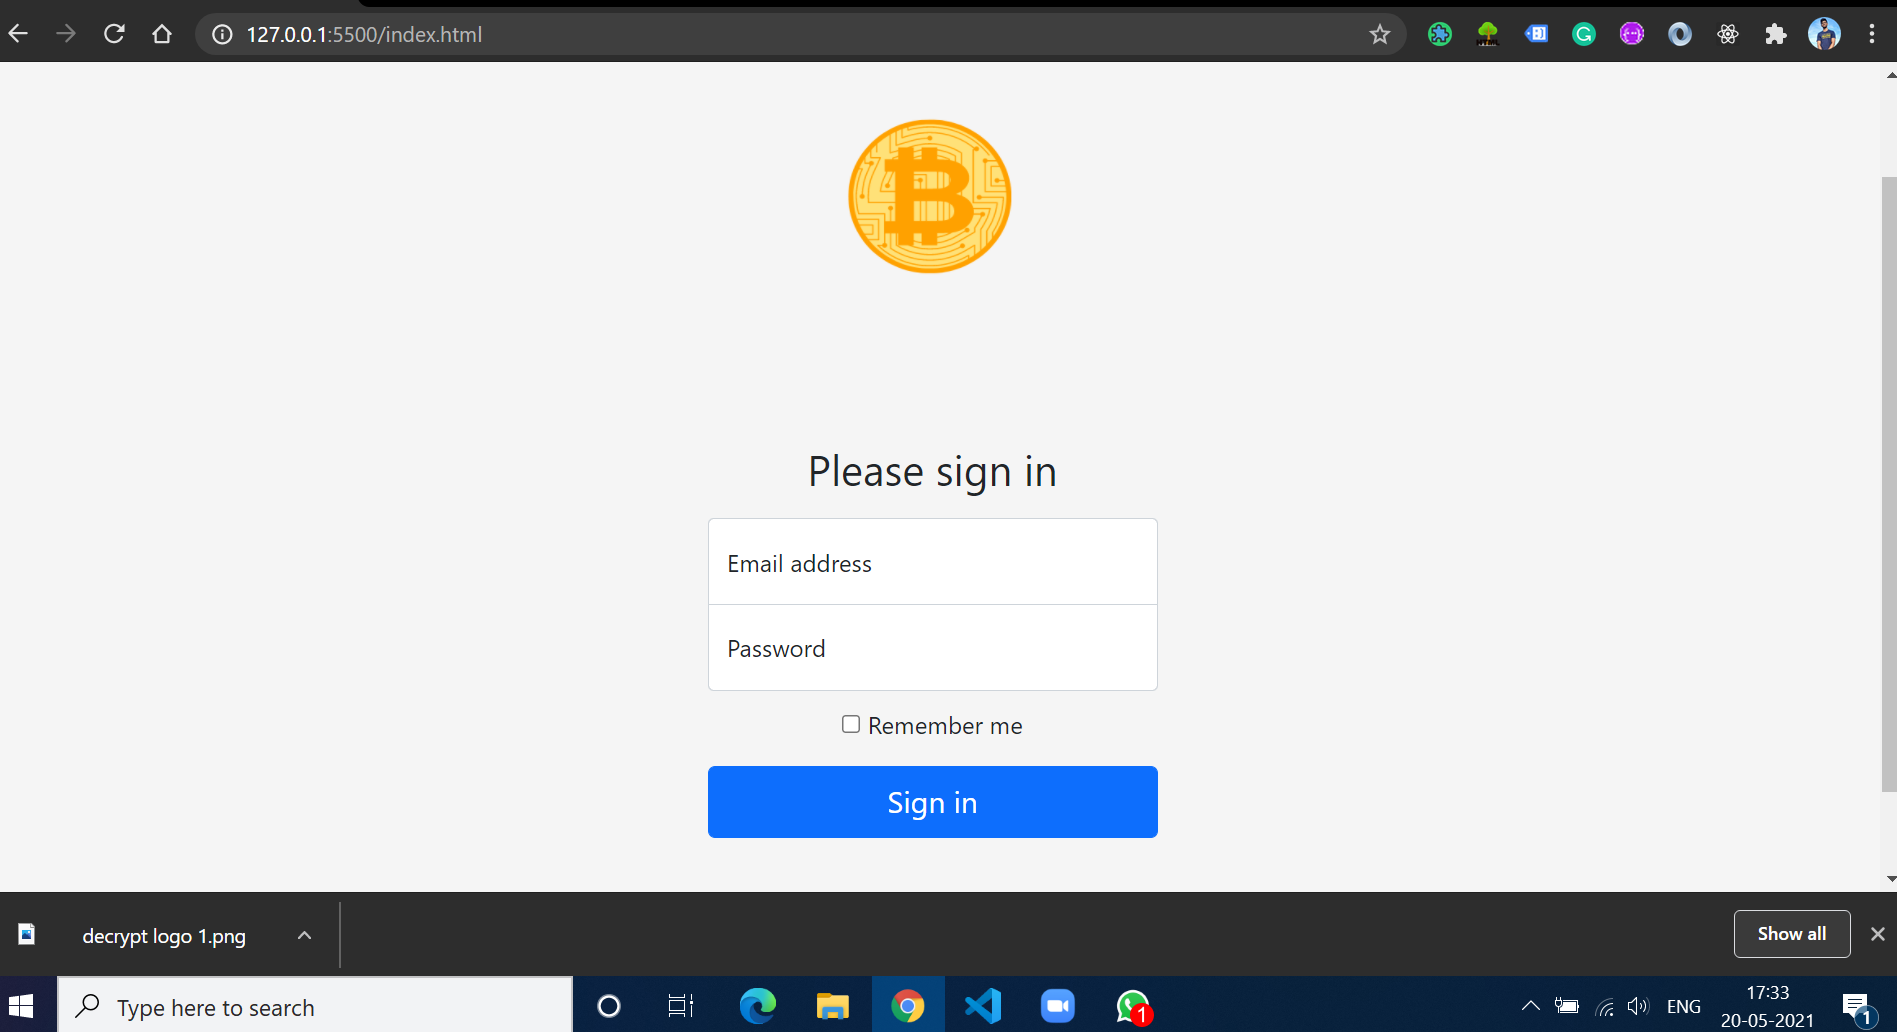 127.0.0.1:5500/index.html
Please sign in
Email address
Password
Remember me
Sign in
decrypt logo 1.png
Show all
Type here to search
1
ENG
17:33
20-05-2021
1